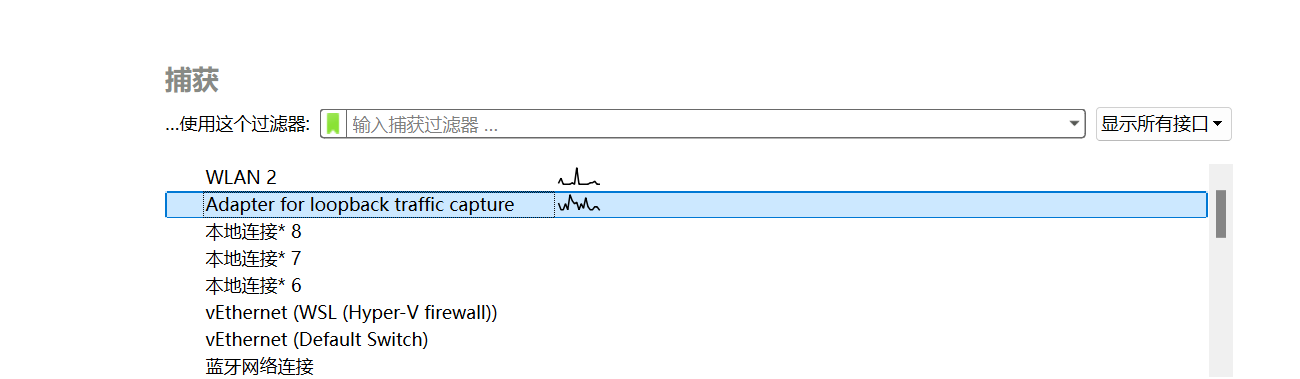 捕获
...使用这个过滤器: 输入捕获过滤器 ... 显示所有接口
WLAN 2
Adapter for loopback traffic capture
本地连接* 8
本地连接* 7
本地连接* 6
vEthernet (WSL (Hyper-V firewall))
vEthernet (Default Switch)
蓝牙网络连接